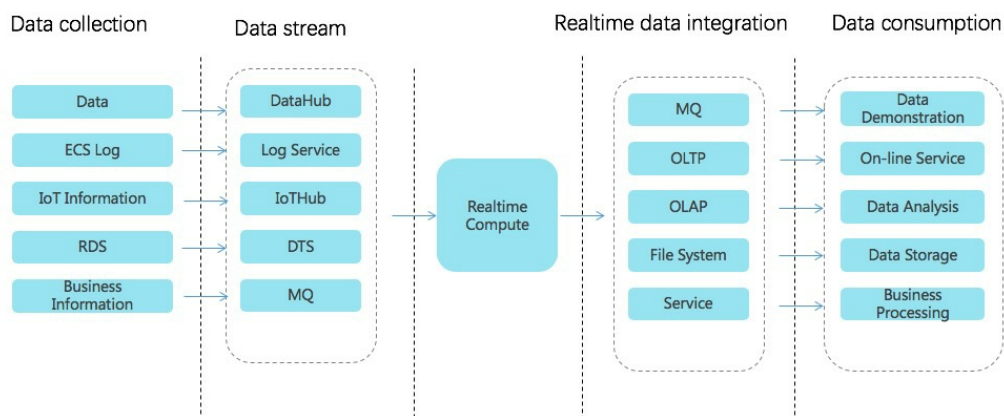 Data collection
Data stream
Realtime data integration
Data consumption
Data
ECS Log
IoT Information
RDS
Business
Information
DataHub
Log Service
IoTHub
DTS
MQ
Realtime
Compute
MQ
OLTP
OLAP
File System
Service
Data
Demonstration
On-line Service
Data Analysis
Data Storage
Business
Processing